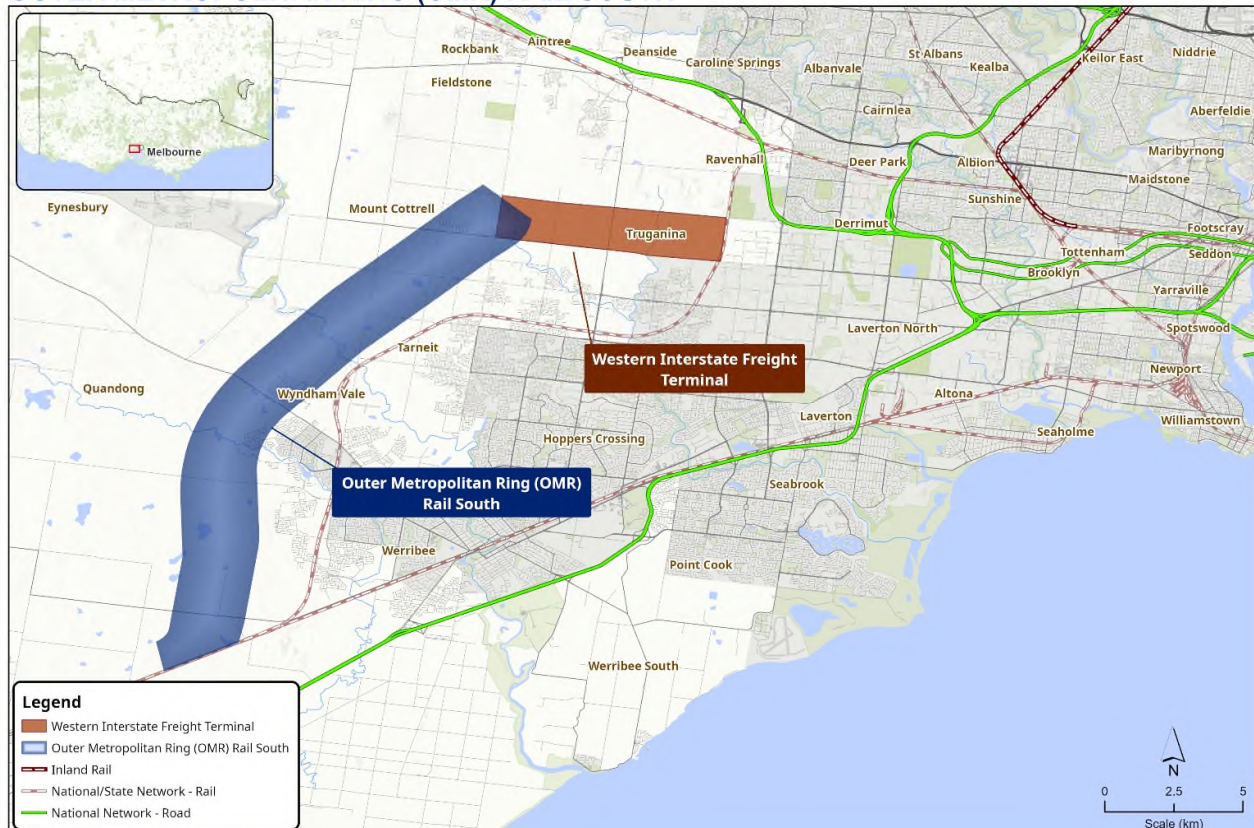 Melbourne
Rockbank
Aintree
Deanside
Caroline Springs
St Albans
Keilor East
Niddrie
Fieldstone
Albanvale
Kealba
Cairnlea
Aberfeldie
Ravenhall
Deer Park
Albion
Maribyrnong
Maidstone
Eynesbury
Mount Cottrell
Sunshine
Truganina
Derrimut
Footscray
Tottenham
Seddon
Brooklyn
Yarraville
Laverton North
Spotswood
Tarneit
Western Interstate Freight
Terminal
Newport
Quandong
Wyndham Vale
Altona
Laverton
Williamstown
Hoppers Crossing
Seaholme
Outer Metropolitan Ring (OMR)
Rail South
Seabrook
Werribee
Point Cook
Werribee South
Legend
Western Interstate Freight Terminal
Outer Metropolitan Ring (OMR) Rail South
Inland Rail
National/State Network - Rail
National Network - Road
N
0 2.5 5
Scale (km)